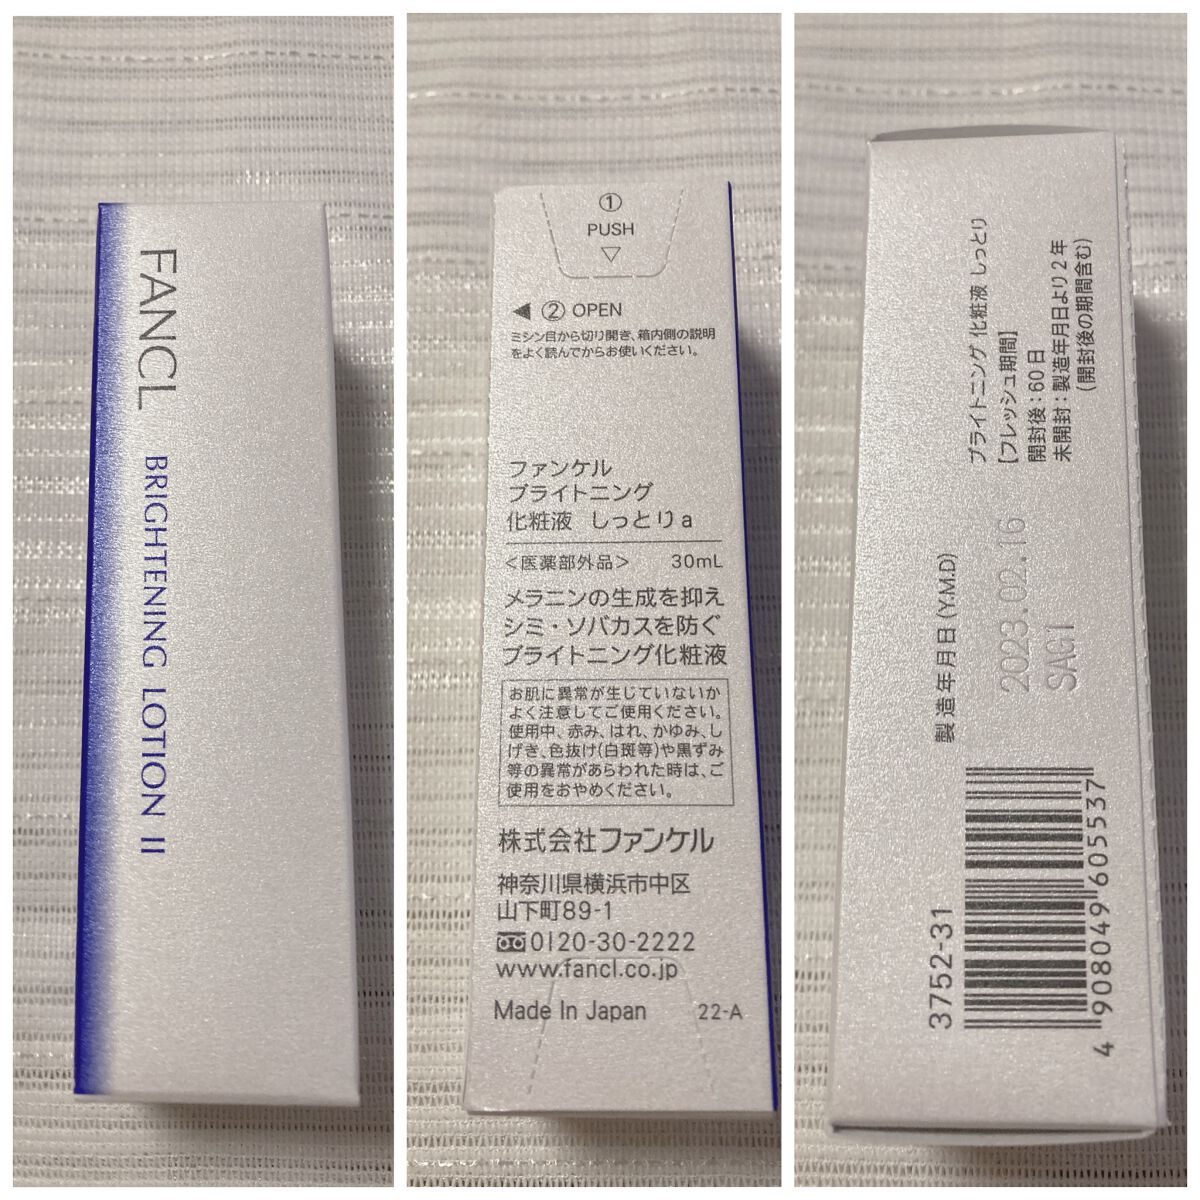 FANCL BRIGHTENING LOTION II
① PUSH
② OPEN
ミシン目から切り開き、箱内側の説明
をよく読んでからお使いください。
ファンケル
ブライトニング
化粧液 しっとりa
<医薬部外品> 30mL
メラニンの生成を抑え
シミ・ソバカスを防ぐ
ブライトニング化粧液
お肌に異常が生じていないか
よく注意してご使用ください。
使用中、赤み、はれ、かゆみ、し
げき、色抜け(白斑等)や黒ずみ
等の異常があらわれた時は、ご
使用をおやめください。
株式会社ファンケル
神奈川県横浜市中区
山下町89-1
0120-30-2222
www.fancl.co.jp
Made In Japan 22-A
ブライトニング 化粧液 しっとり
[フレッシュ期間]
開封後:60日
未開封:製造年月日より2年
(開封後の期間含む)
製造年月日(Y.M.D)
2023.02.16
SAG1
3752-31
4 908049 605537